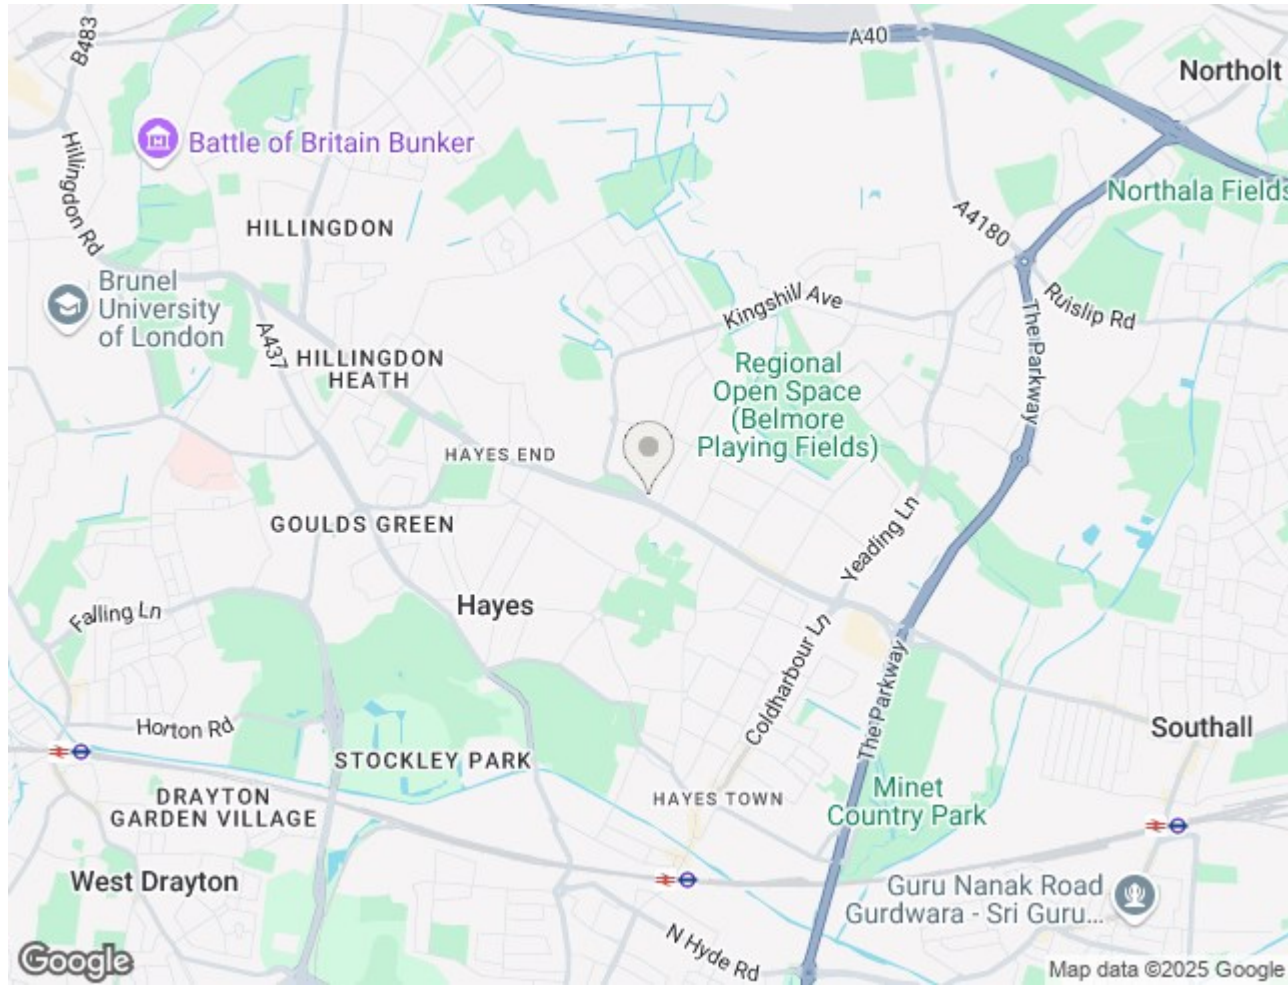 B483
A40
Northolt
Battle of Britain Bunker
Hillingdon Rd
Northala Fields
HILLINGDON
A4180
Brunel
University
of London
Kingshill Ave
Ruislip Rd
The Parkway
A437
HILLINGDON
HEATH
Regional
Open Space
(Belmore
Playing Fields)
HAYES END
GOULDS GREEN
Yeading Ln
Falling Ln
Hayes
Coldharbour Ln
The Parkway
Horton Rd
Southall
STOCKLEY PARK
DRAYTON
GARDEN VILLAGE
HAYES TOWN
Minet
Country Park
West Drayton
Guru Nanak Road
Gurdwara - Sri Guru...
N Hyde Rd
Google
Map data ©2025 Google